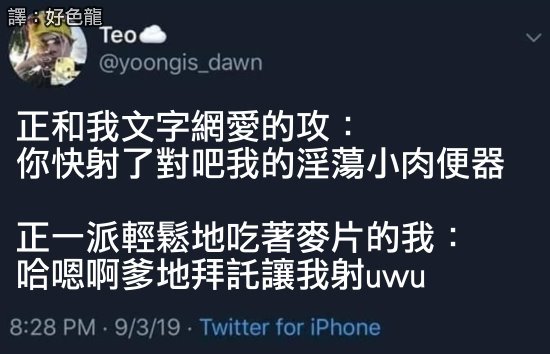 譯：好色龍
Teo☁
@yoongis_dawn
正和我文字網愛的攻：
你快射了對吧我的淫蕩小肉便器
正一派輕鬆地吃著麥片的我：
哈嗯啊爹地拜託讓我射uwu
8:28 PM · 9/3/19 · Twitter for iPhone